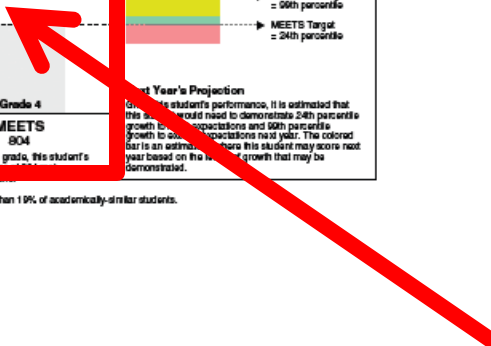 = 99th percentile
MEETS Target
= 24th percentile
Grade 4
MEETS
804
grade, this student's
Year's Projection
student's performance, it is estimated that
this would need to demonstrate 24th percentile
growth to expectations and 99th percentile
growth to expectations next year. The colored
bar is an where this student may score next
year based on the of growth that may be
demonstrated.
than 19% of academically-similar students.